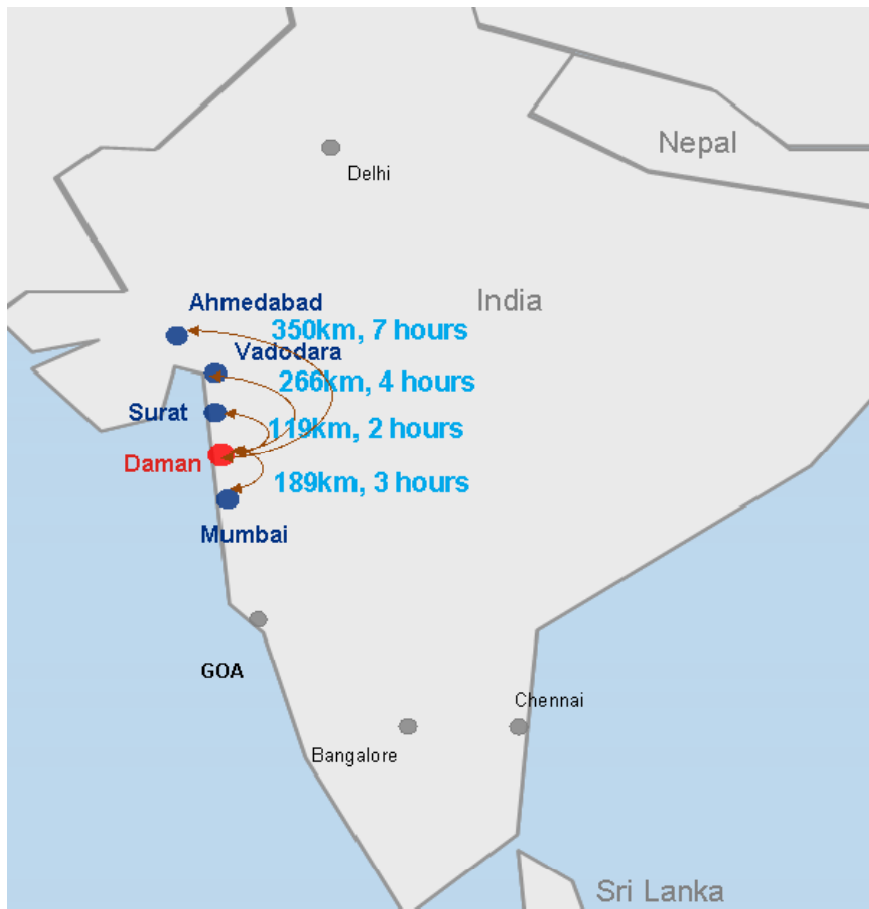 Nepal
Delhi
India
Ahmedabad
350km, 7 hours
Vadodara
266km, 4 hours
Surat
119km, 2 hours
Daman
189km, 3 hours
Mumbai
GOA
Chennai
Bangalore
Sri Lanka